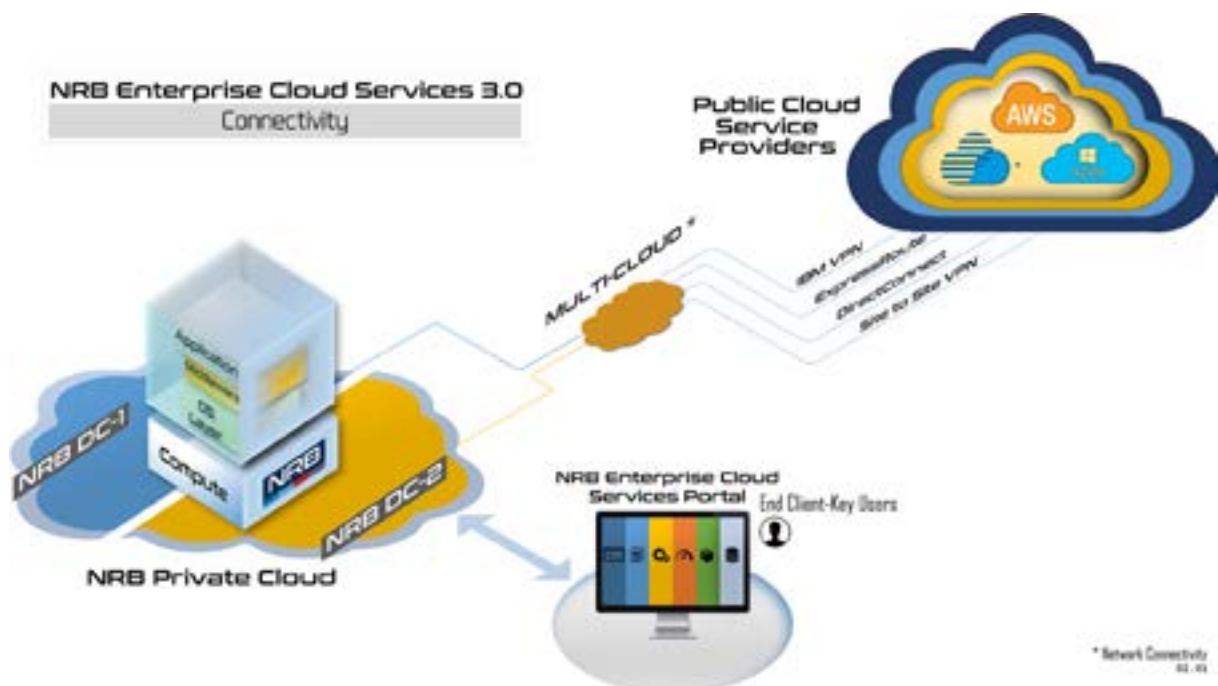 NRB Enterprise Cloud Services 3.0
Connectivity
Public Cloud
Service
Providers
AWS
*
MULTI-CLOUD *
IBM VPN
ExpressRoute
DirectConnect
Site to Site VPN
Application
Middleware
OS
Layer
Compute
NRB
NRB DC-1
NRB DC-2
NRB Private Cloud
NRB Enterprise Cloud
Services Portal
End Client-Key Users
* Network Connectivity